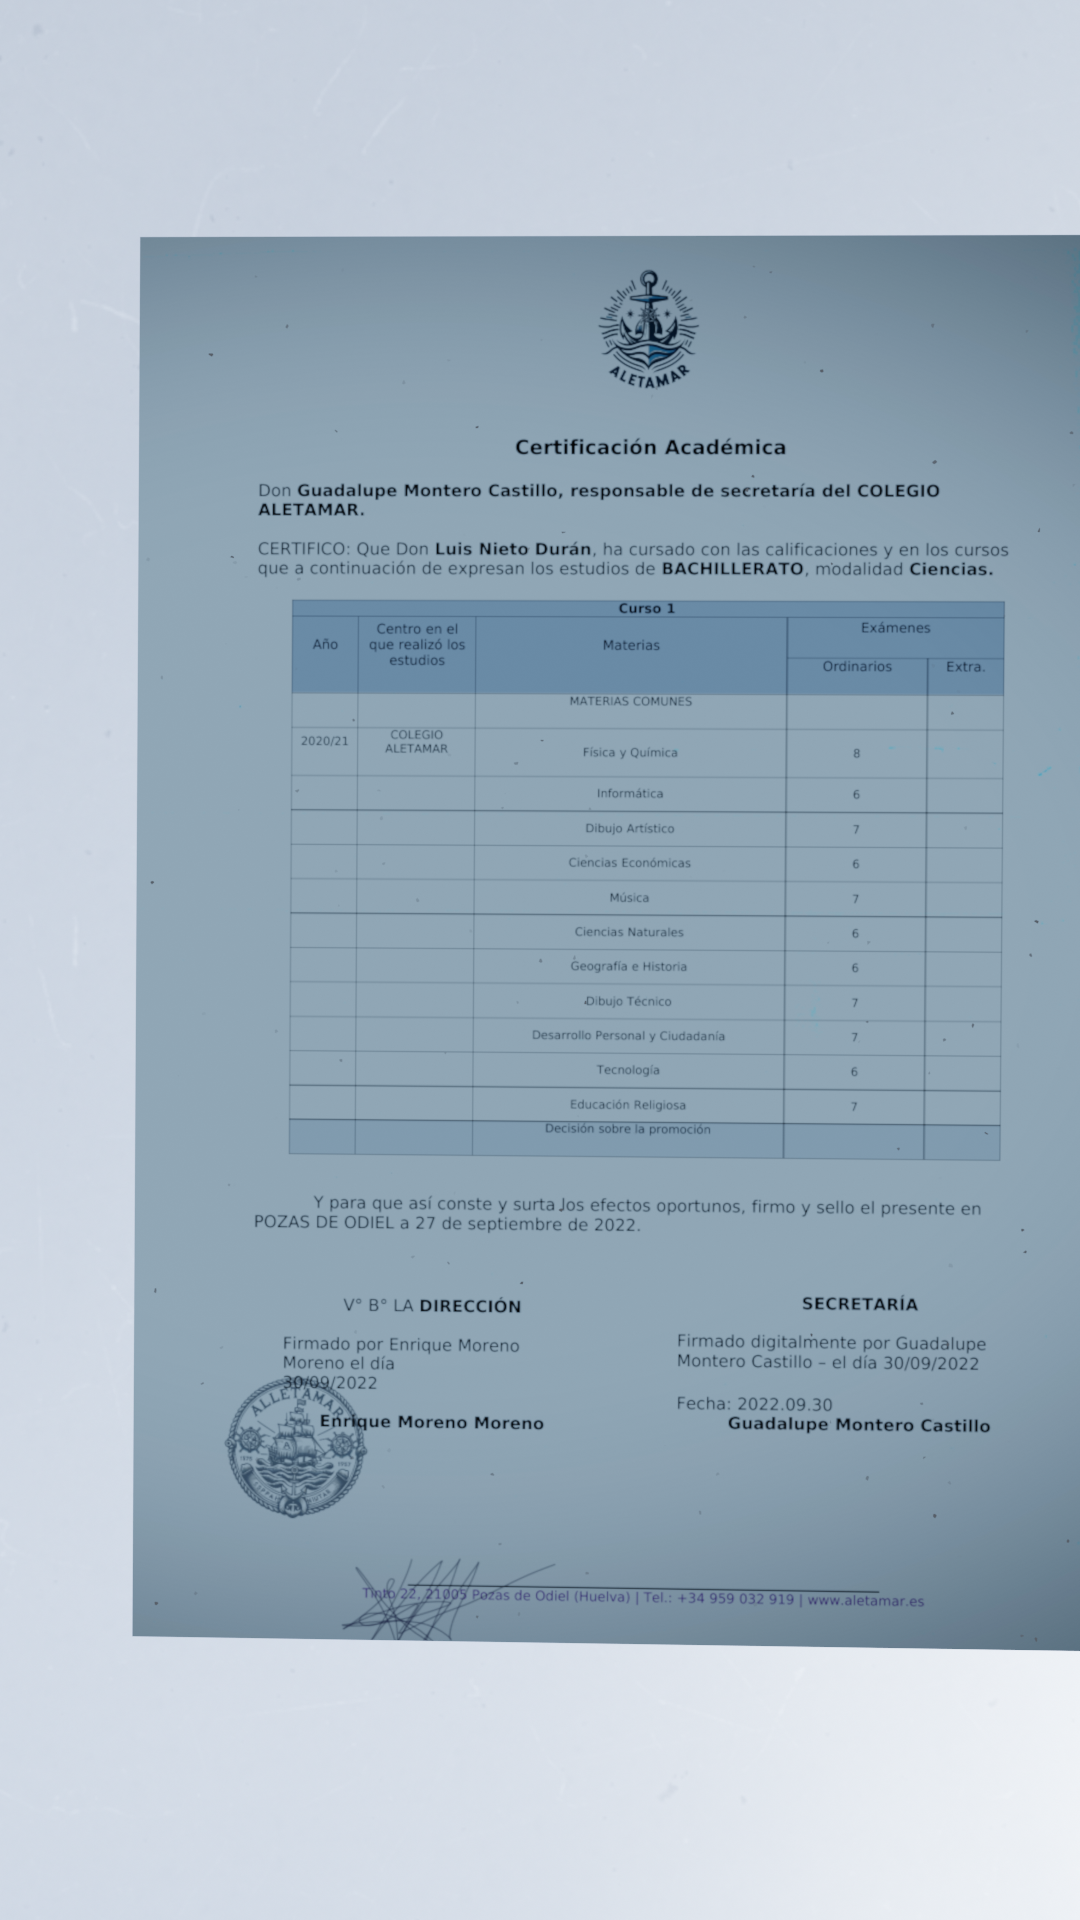 ALETAMAR
Certificación Académica
Don Guadalupe Montero Castillo, responsable de secretaría del COLEGIO
ALETAMAR.
CERTIFICO: Que Don Luis Nieto Durán, ha cursado con las calificaciones y en los cursos
que a continuación de expresan los estudios de BACHILLERATO, modalidad Ciencias.
Curso 1
Año
Centro en el
que realizó los
estudios
Materias
Exámenes
Ordinarios
Extra.
MATERIAS COMUNES
2020/21
COLEGIO
ALETAMAR
Física y Química 8
Informática 6
Dibujo Artístico 7
Ciencias Económicas 6
Música 7
Ciencias Naturales 6
Geografía e Historia 6
Dibujo Técnico 7
Desarrollo Personal y Ciudadanía 7
Tecnología 6
Educación Religiosa 7
Decisión sobre la promoción
Y para que así conste y surta los efectos oportunos, firmo y sello el presente en
POZAS DE ODIEL a 27 de septiembre de 2022.
V° B° LA DIRECCIÓN
Firmado por Enrique Moreno
Moreno el día
30/09/2022
Enrique Moreno Moreno
ALLETAMAR
SECRETARÍA
Firmado digitalmente por Guadalupe
Montero Castillo – el día 30/09/2022
Fecha: 2022.09.30
Guadalupe Montero Castillo
Tinto 22, 21005 Pozas de Odiel (Huelva) | Tel.: +34 959 032 919 | www.aletamar.es